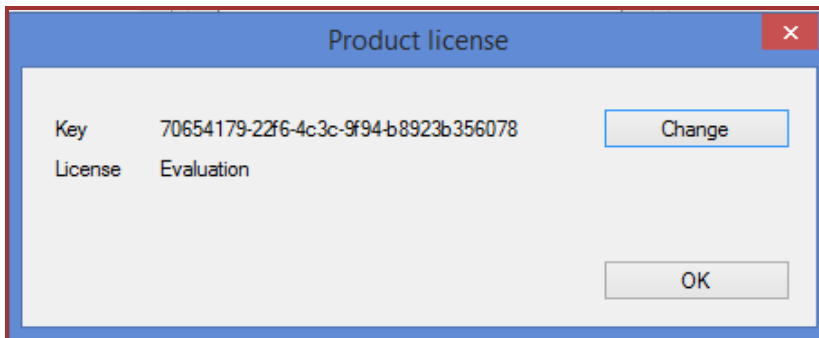 Product license
Key 70654179-22f6-4c3c-9f94-b8923b356078 Change
License Evaluation
OK